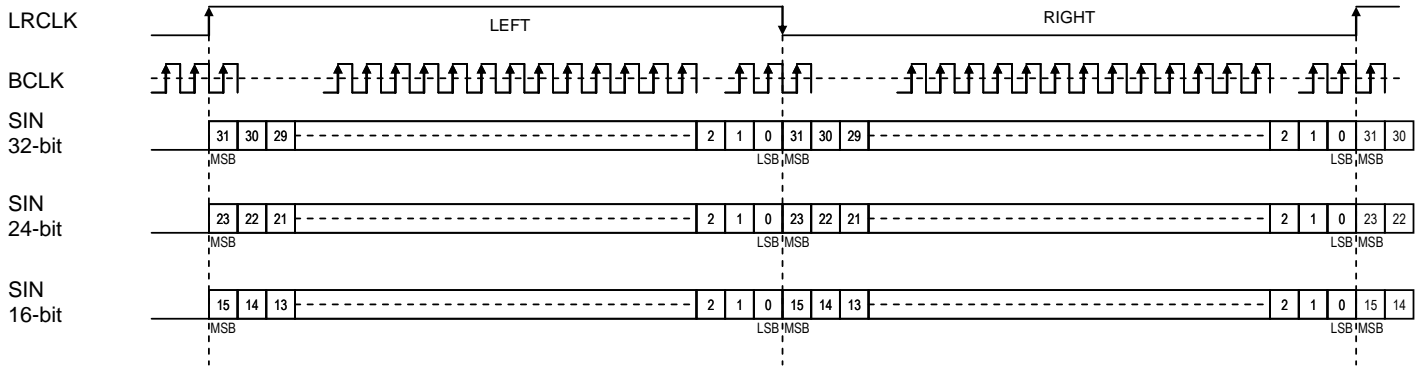 LRCLK
LEFT
RIGHT
BCLK
SIN
32-bit
31 30 29 2 1 0 31 30 29 2 1 0 31 30
MSB LSB MSB LSB MSB
SIN
24-bit
23 22 21 2 1 0 23 22 21 2 1 0 23 22
MSB LSB MSB LSB MSB
SIN
16-bit
15 14 13 2 1 0 15 14 13 2 1 0 15 14
MSB LSB MSB LSB MSB